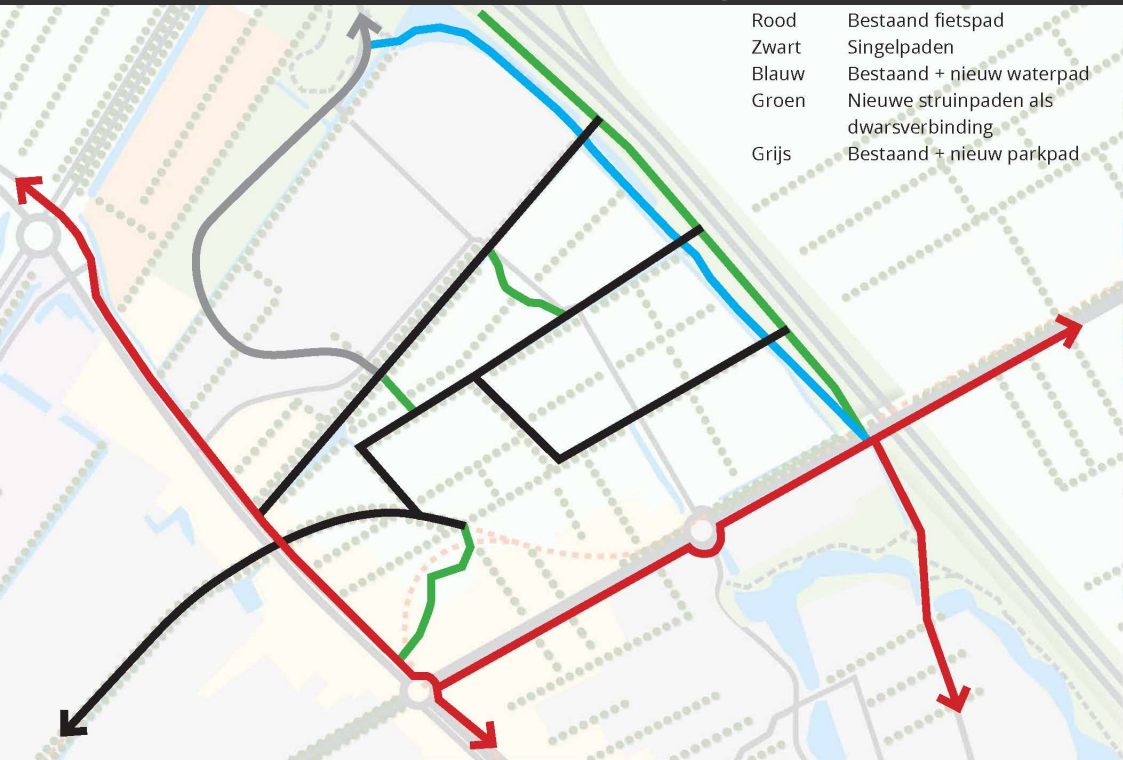 Rood Bestaand fietspad
Zwart Singelpaden
Blauw Bestaand + nieuw waterpad
Groen Nieuwe struinpaden als
dwarsverbinding
Grijs Bestaand + nieuw parkpad